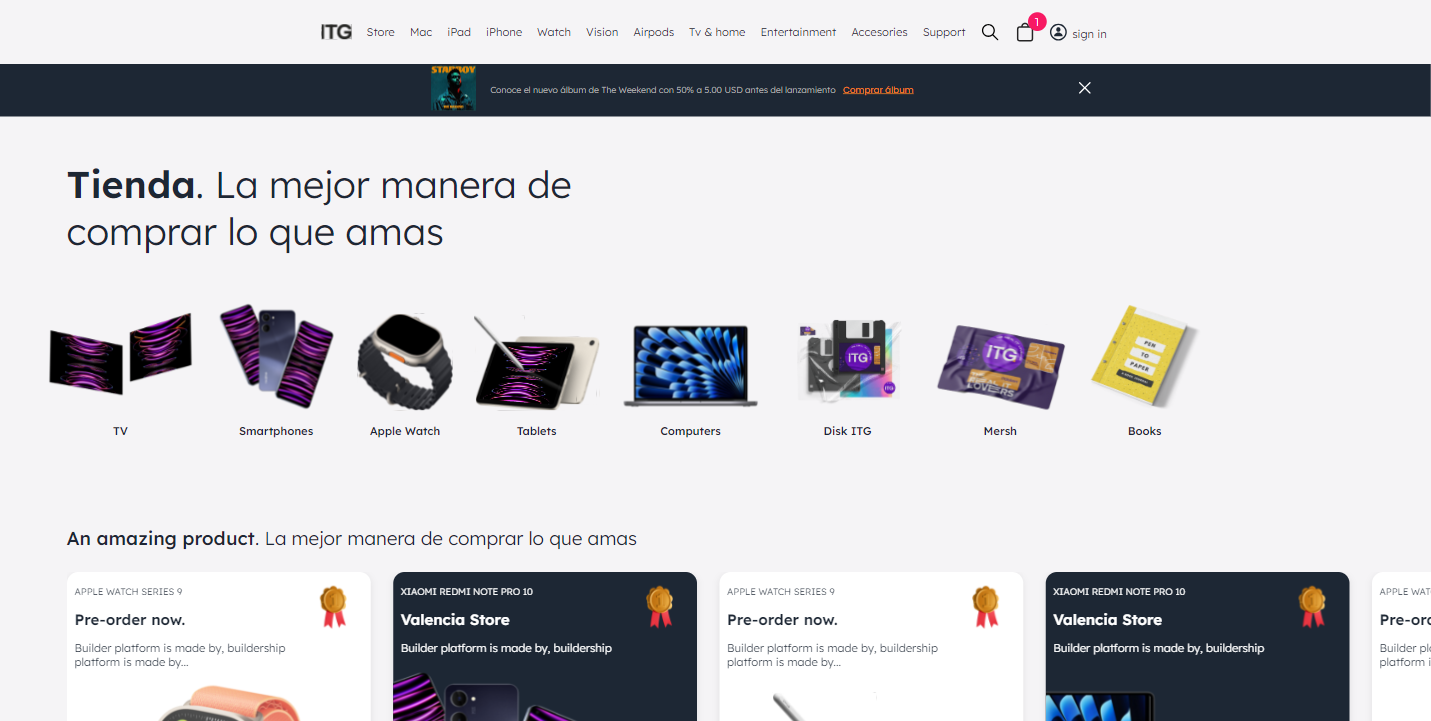 ITG Store Mac iPad iPhone Watch Vision Airpods Tv & home Entertainment Accesories Support 1 sign in
STARBOY
Conoce el nuevo álbum de The Weekend con 50% a 5.00 USD antes del lanzamiento Comprar álbum
Tienda. La mejor manera de
comprar lo que amas
ITG
ITG
ITG
LOVERS
PEN
TO
PAPER
TV Smartphones Apple Watch Tablets Computers Disk ITG Mersh Books
An amazing product. La mejor manera de comprar lo que amas
APPLE WATCH SERIES 9
Pre-order now.
Builder platform is made by, buildership
platform is made by...
XIAOMI REDMI NOTE PRO 10
Valencia Store
Builder platform is made by, buildership
APPLE WATCH SERIES 9
Pre-order now.
Builder platform is made by, buildership
platform is made by...
XIAOMI REDMI NOTE PRO 10
Valencia Store
Builder platform is made by, buildership
APPLE WAT
Pre-o
Builder pl
platform i